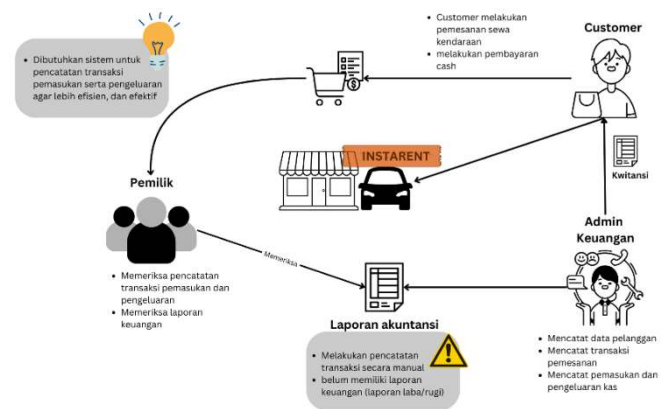 Customer melakukan
pemesanan sewa
kendaraan
melakukan pembayaran
cash
Customer
Dibutuhkan sistem untuk
pencatatan transaksi
pemasukan serta pengeluaran
agar lebih efisien, dan efektif
INSTARENT
Kwitansi
Pemilik
Memeriksa pencatatan
transaksi pemasukan dan
pengeluaran
Memeriksa laporan
keuangan
Memeriksa
Admin
Keuangan
Mencatat data pelanggan
Mencatat transaksi
pemesanan
Mencatat pemasukan dan
pengeluaran kas
Laporan akuntansi
Melakukan pencatatan
transaksi secara manual
belum memiliki laporan
keuangan (laporan laba/rugi)